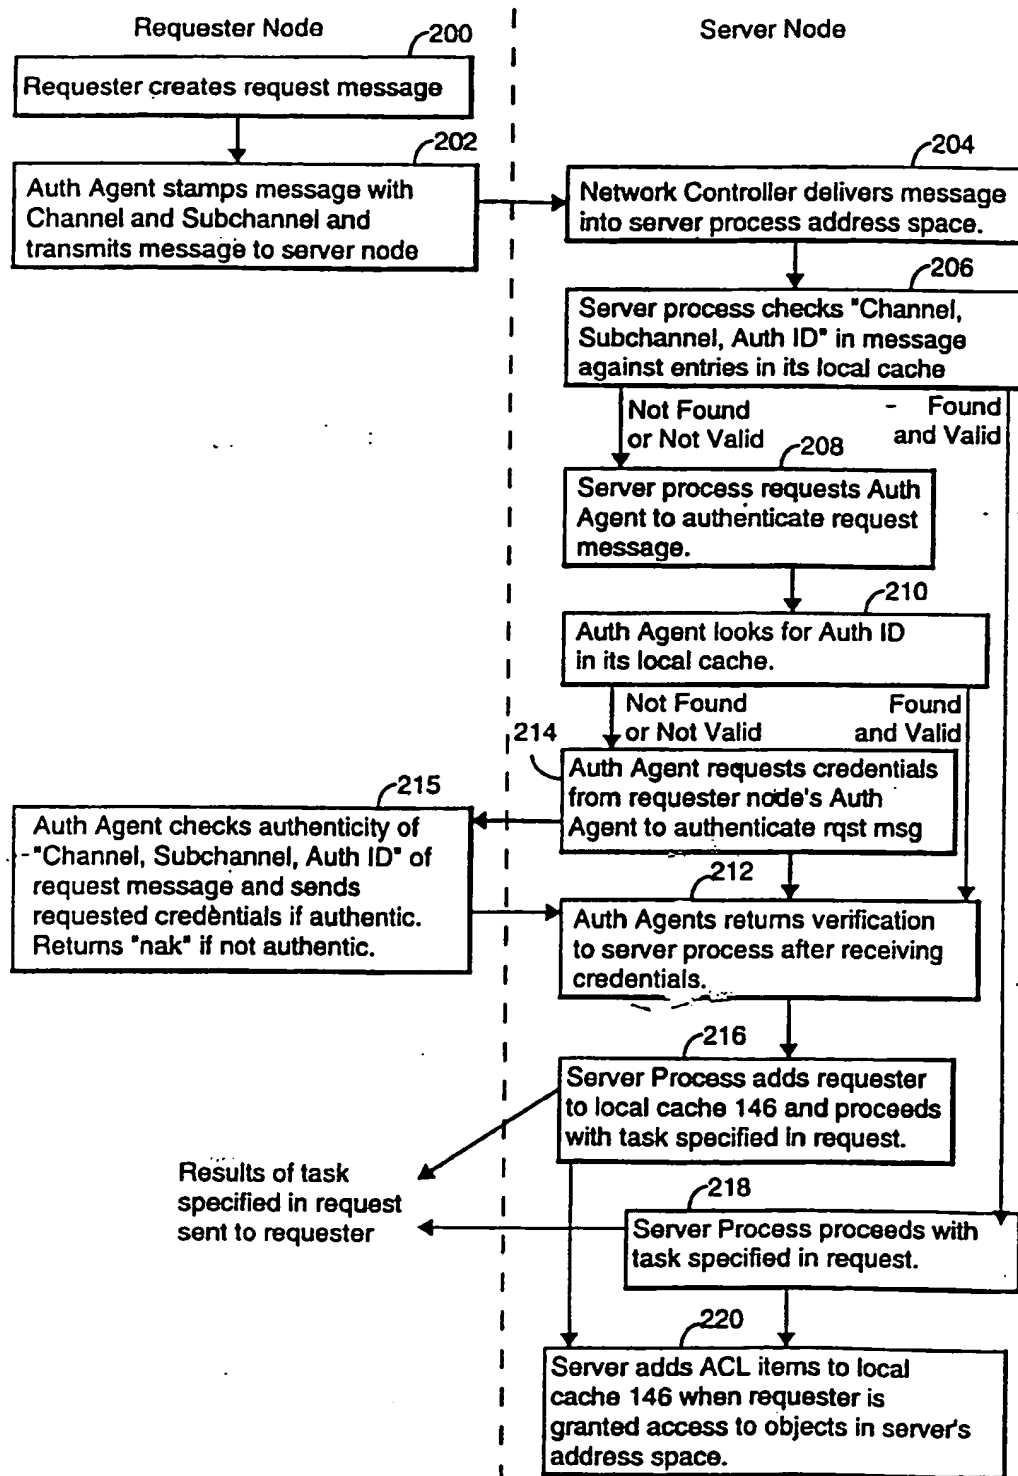 Requester Node
Server Node
200
Requester creates request message
202
Auth Agent stamps message with
Channel and Subchannel and
transmits message to server node
204
Network Controller delivers message
into server process address space.
206
Server process checks "Channel,
Subchannel, Auth ID" in message
against entries in its local cache
Not Found
or Not Valid
Found
and Valid
208
Server process requests Auth
Agent to authenticate request
message.
210
Auth Agent looks for Auth ID
in its local cache.
Not Found
or Not Valid
Found
and Valid
214
Auth Agent requests credentials
from requester node's Auth
Agent to authenticate rqst msg
215
Auth Agent checks authenticity of
"Channel, Subchannel, Auth ID" of
request message and sends
requested credentials if authentic.
Returns "nak" if not authentic.
212
Auth Agents returns verification
to server process after receiving
credentials.
216
Server Process adds requester
to local cache 146 and proceeds
with task specified in request.
Results of task
specified in request
sent to requester
218
Server Process proceeds with
task specified in request.
220
Server adds ACL items to local
cache 146 when requester is
granted access to objects in server's
address space.